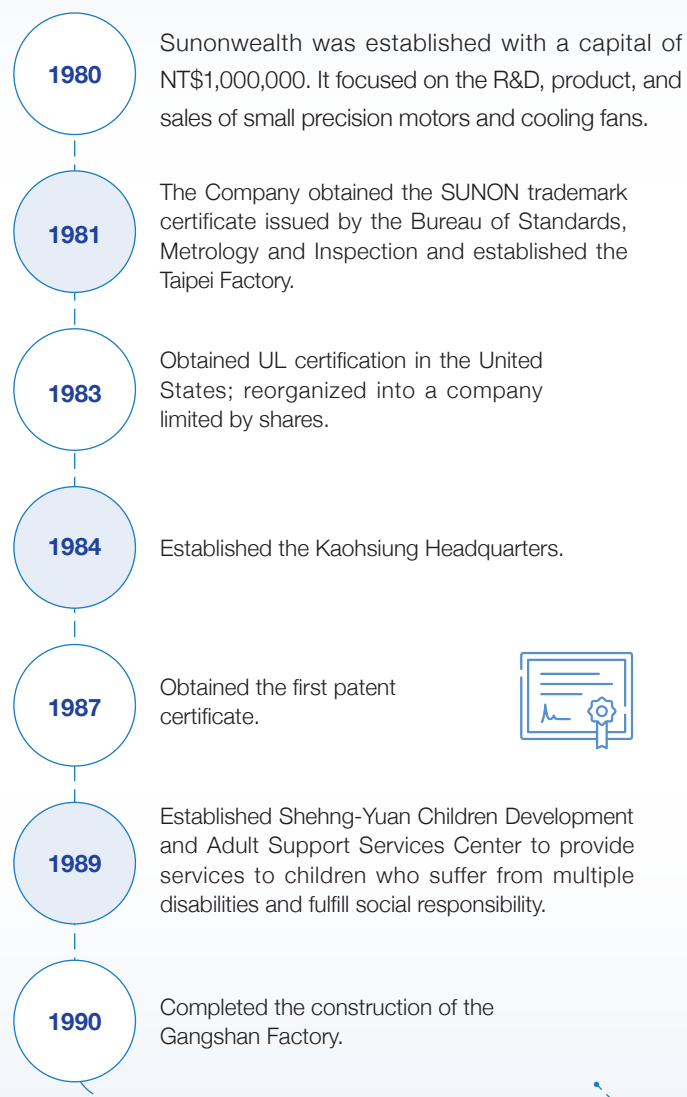 1980
Sunonwealth was established with a capital of
NT$1,000,000. It focused on the R&D, product, and
sales of small precision motors and cooling fans.
1981
The Company obtained the SUNON trademark
certificate issued by the Bureau of Standards,
Metrology and Inspection and established the
Taipei Factory.
1983
Obtained UL certification in the United
States; reorganized into a company
limited by shares.
1984
Established the Kaohsiung Headquarters.
1987
Obtained the first patent
certificate.
1989
Established Shehng-Yuan Children Development
and Adult Support Services Center to provide
services to children who suffer from multiple
disabilities and fulfill social responsibility.
1990
Completed the construction of the
Gangshan Factory.